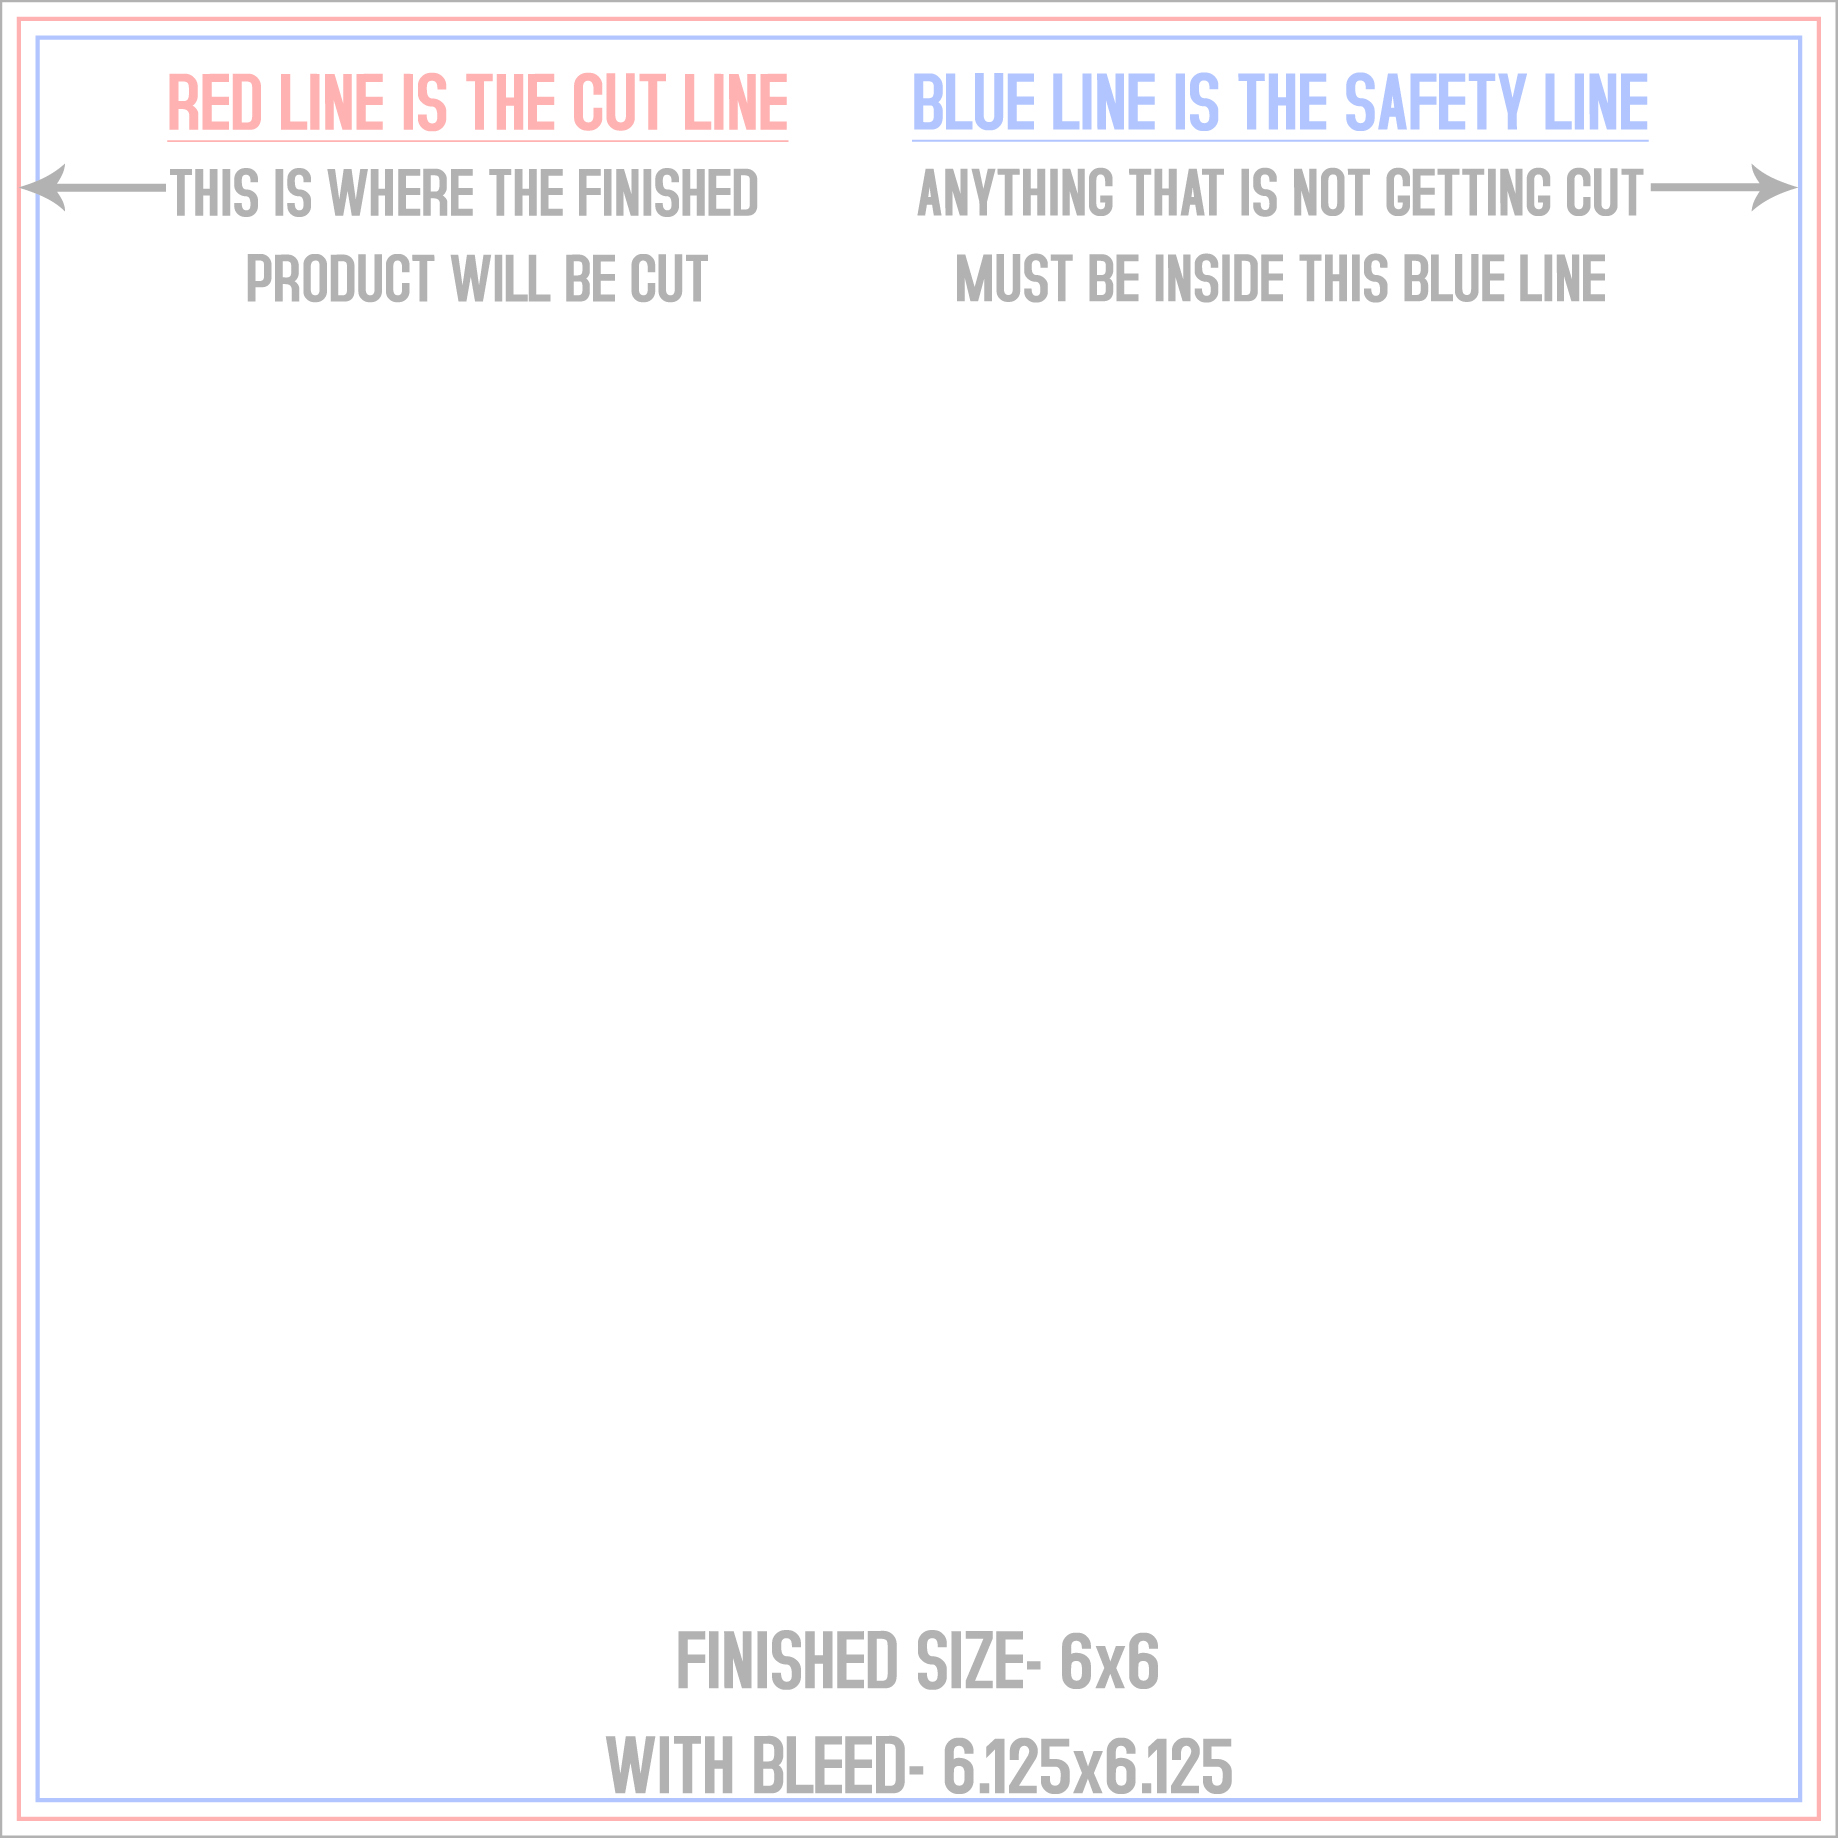 RED LINE IS THE CUT LINE
THIS IS WHERE THE FINISHED
PRODUCT WILL BE CUT
BLUE LINE IS THE SAFETY LINE
ANYTHING THAT IS NOT GETTING CUT
MUST BE INSIDE THIS BLUE LINE
FINISHED SIZE- 6x6
WITH BLEED- 6.125x6.125